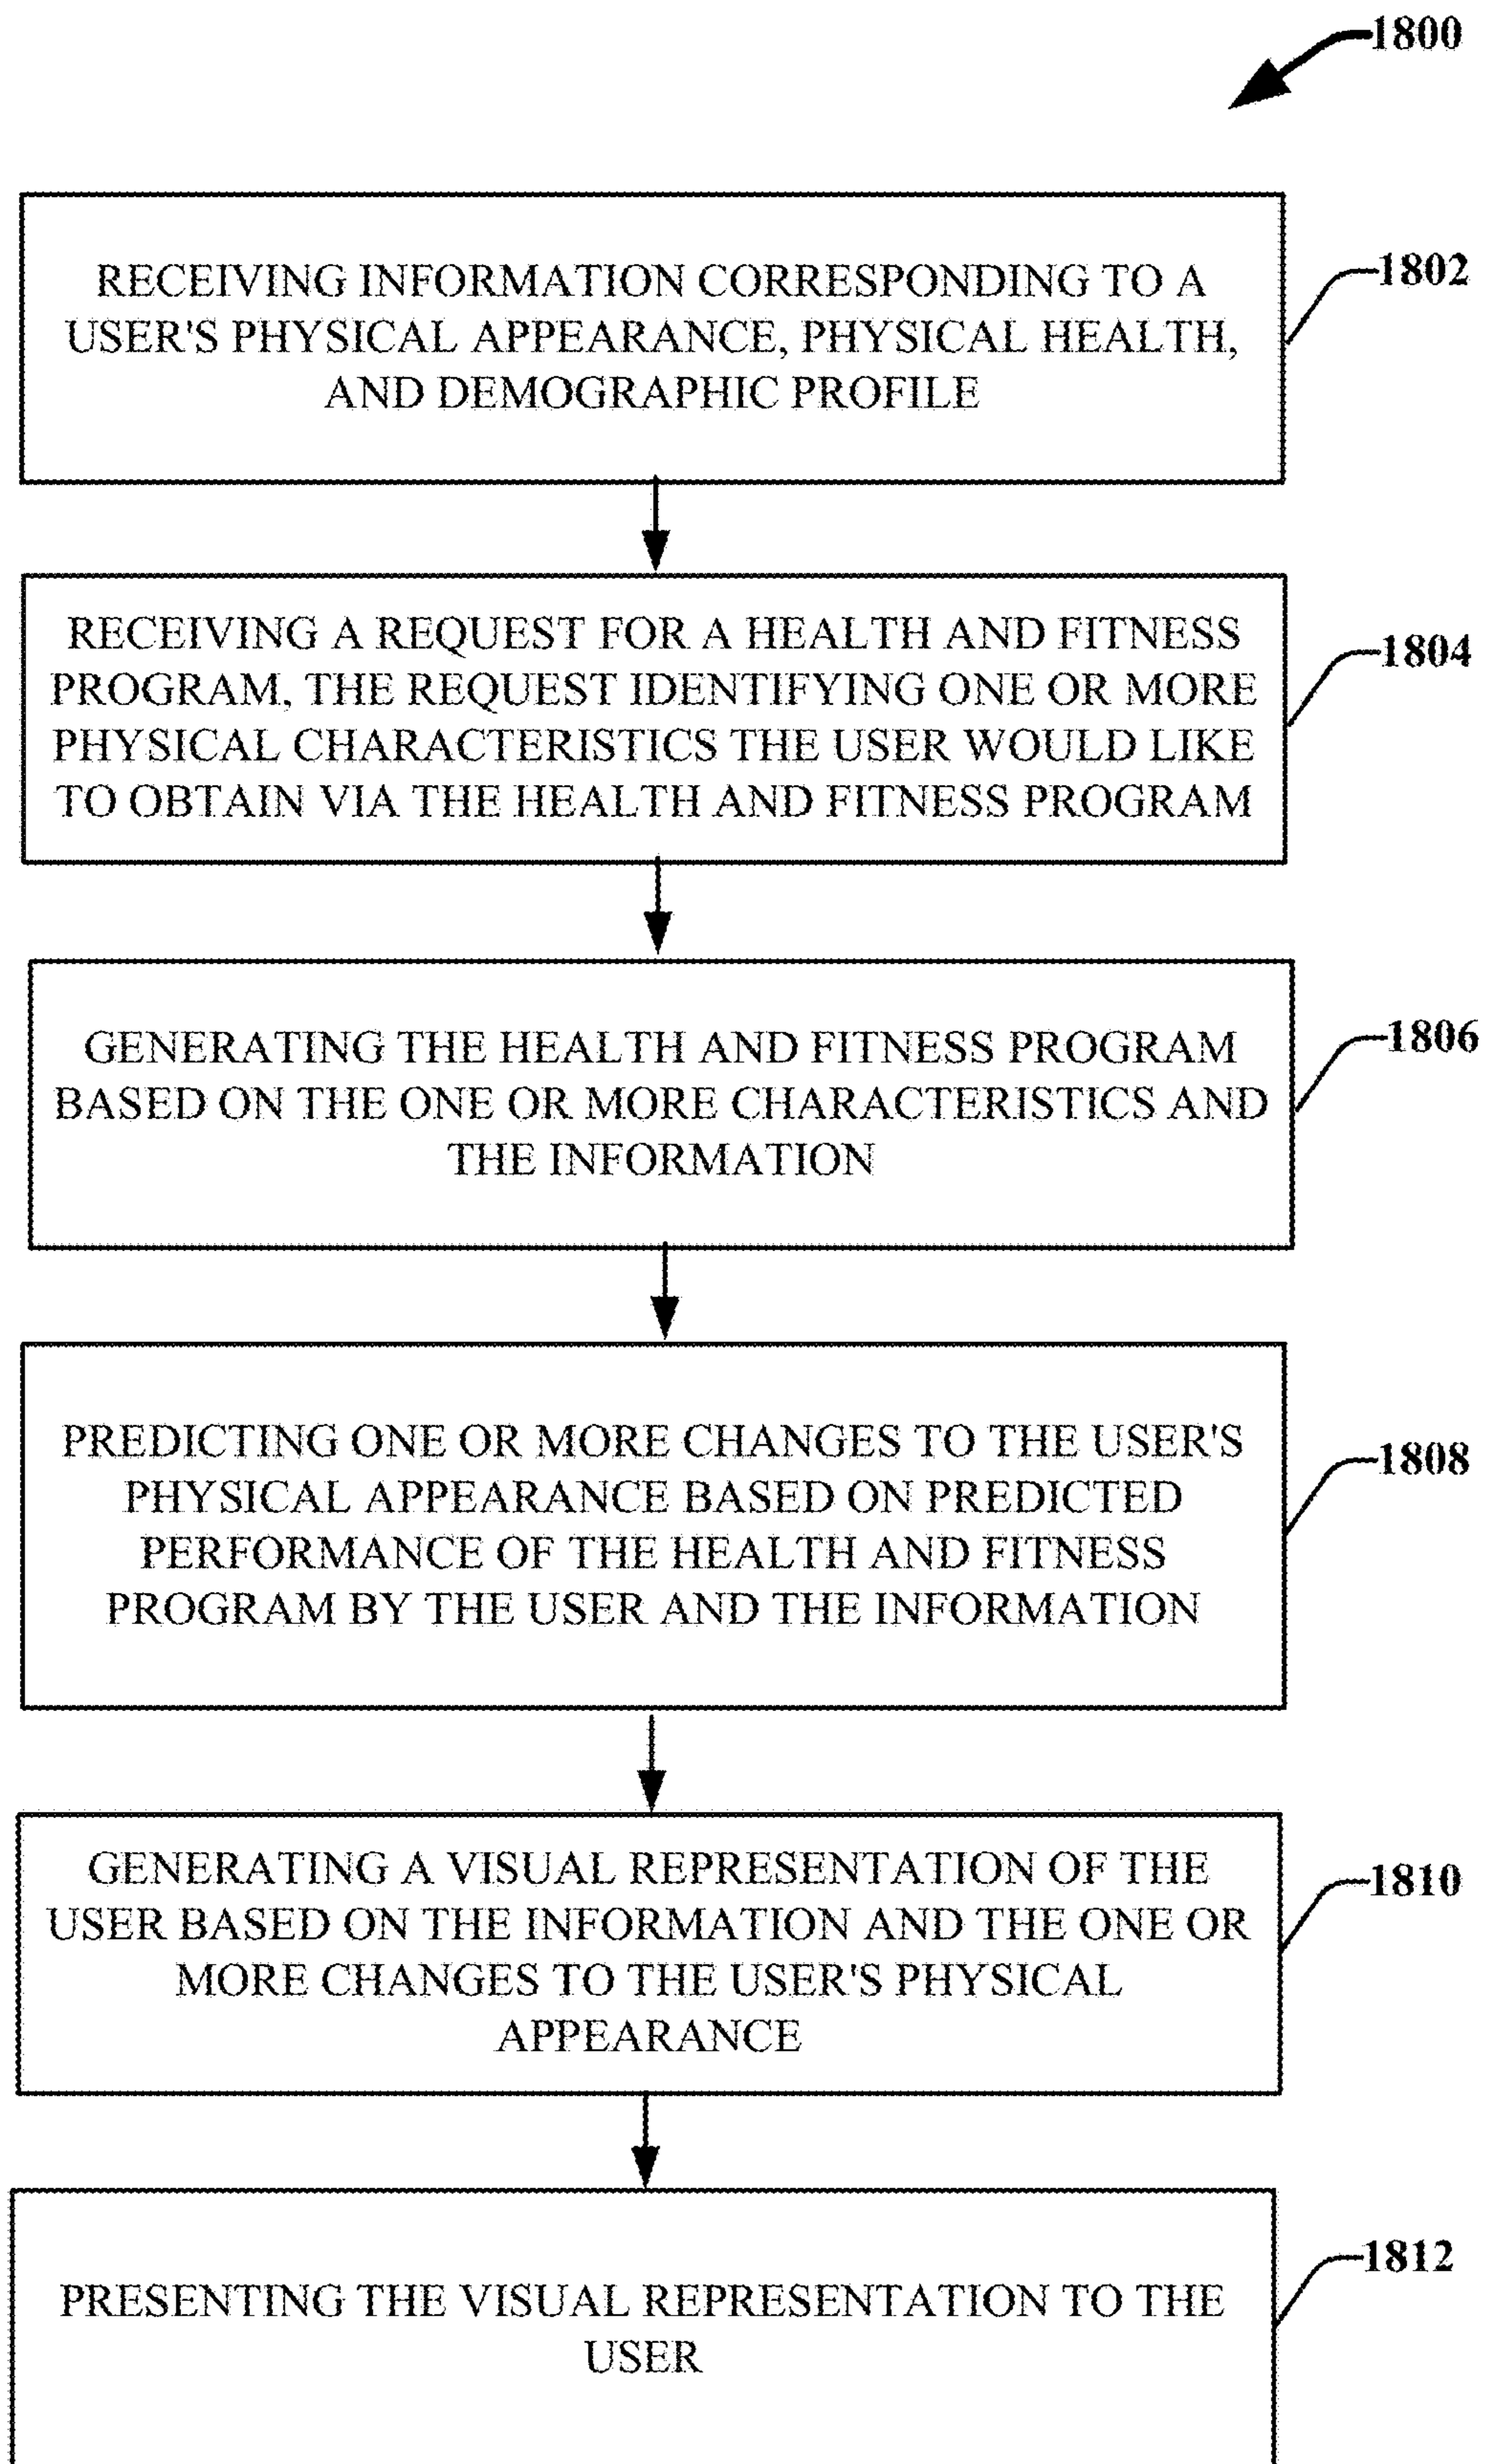 1800
RECEIVING INFORMATION CORRESPONDING TO A
USER'S PHYSICAL APPEARANCE, PHYSICAL HEALTH,
AND DEMOGRAPHIC PROFILE
1802
RECEIVING A REQUEST FOR A HEALTH AND FITNESS
PROGRAM, THE REQUEST IDENTIFYING ONE OR MORE
PHYSICAL CHARACTERISTICS THE USER WOULD LIKE
TO OBTAIN VIA THE HEALTH AND FITNESS PROGRAM
1804
GENERATING THE HEALTH AND FITNESS PROGRAM
BASED ON THE ONE OR MORE CHARACTERISTICS AND
THE INFORMATION
1806
PREDICTING ONE OR MORE CHANGES TO THE USER'S
PHYSICAL APPEARANCE BASED ON PREDICTED
PERFORMANCE OF THE HEALTH AND FITNESS
PROGRAM BY THE USER AND THE INFORMATION
1808
GENERATING A VISUAL REPRESENTATION OF THE
USER BASED ON THE INFORMATION AND THE ONE OR
MORE CHANGES TO THE USER'S PHYSICAL
APPEARANCE
1810
PRESENTING THE VISUAL REPRESENTATION TO THE
USER
1812